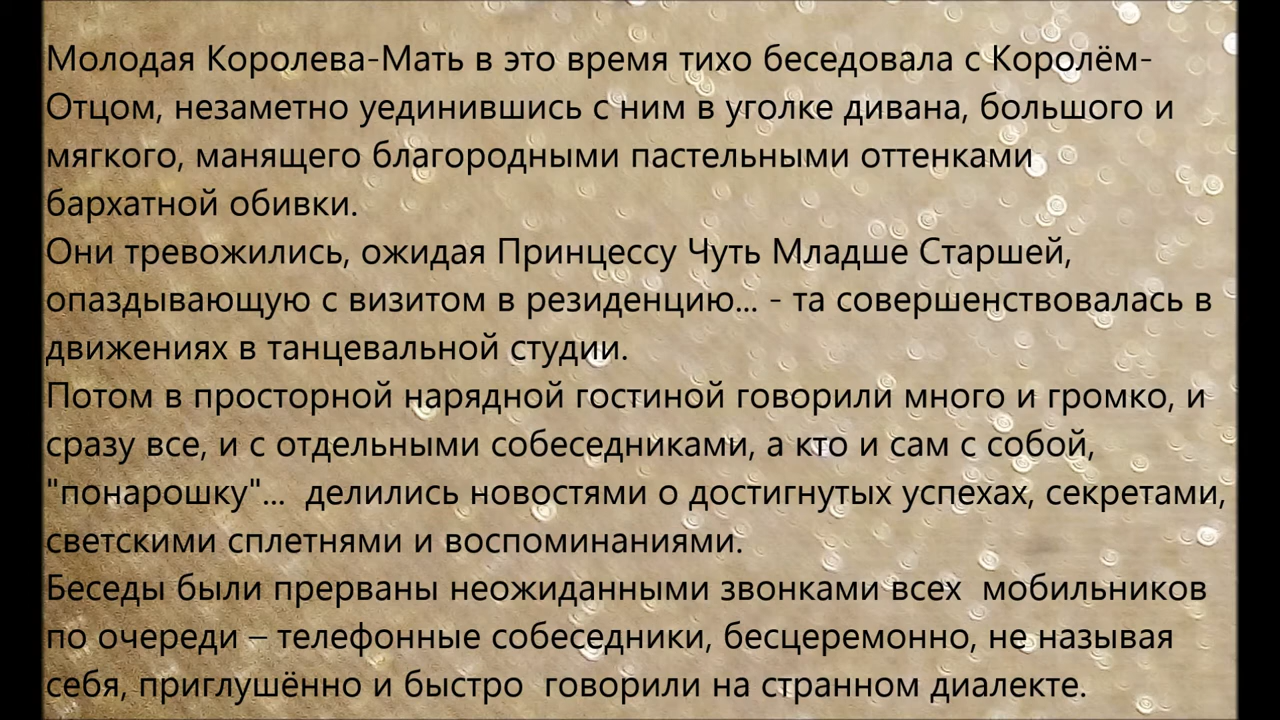 Молодая Королева-Мать в это время тихо беседовала с Королём-
Отцом, незаметно уединившись с ним в уголке дивана, большого и
мягкого, манящего благородными пастельными оттенками
бархатной обивки.
Они тревожились, ожидая Принцессу Чуть Младше Старшей,
опаздывающую с визитом в резиденцию... - та совершенствовалась в
движениях в танцевальной студии.
Потом в просторной нарядной гостиной говорили много и громко, и
сразу все, и с отдельными собеседниками, а кто и сам с собой,
"понарошку"...  делились новостями о достигнутых успехах, секретами,
светскими сплетнями и воспоминаниями.
Беседы были прерваны неожиданными звонками всех  мобильников
по очереди – телефонные собеседники, бесцеремонно, не называя
себя, приглушённо и быстро  говорили на странном диалекте.